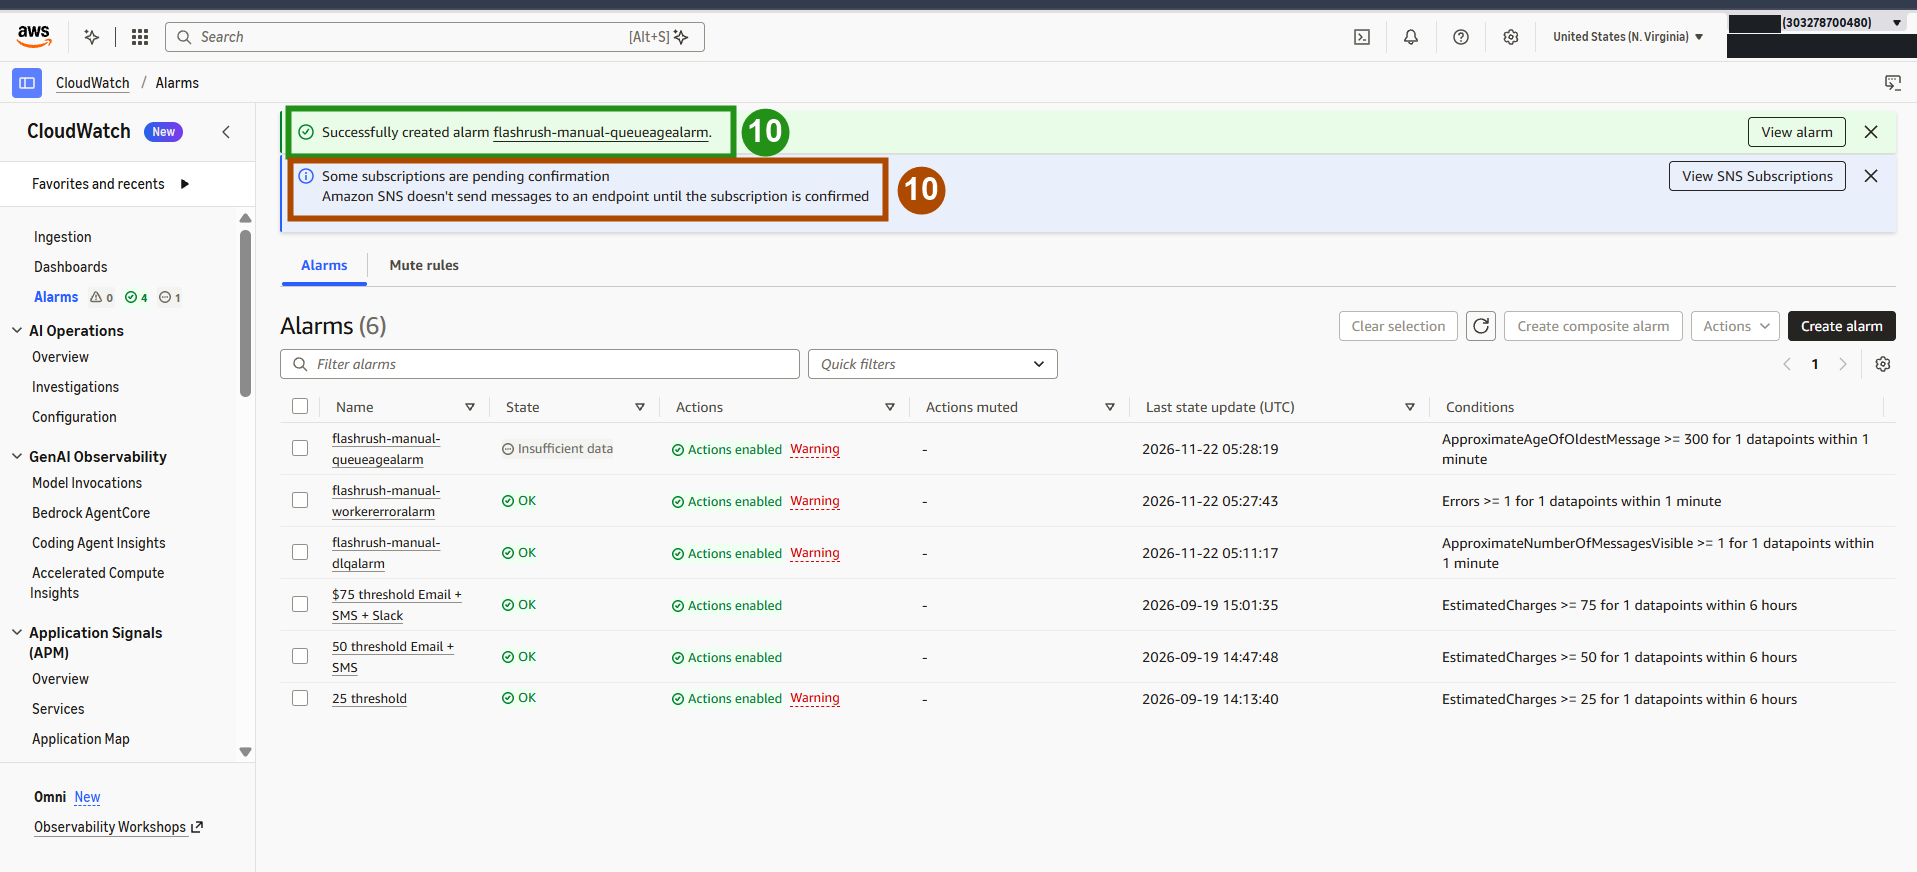 aws
Search
[Alt+S]
United States (N. Virginia)
(303278700480)
CloudWatch / Alarms
CloudWatch New
Favorites and recents
Ingestion
Dashboards
Alarms 0 4 1
AI Operations
Overview
Investigations
Configuration
GenAI Observability
Model Invocations
Bedrock AgentCore
Coding Agent Insights
Accelerated Compute
Insights
Application Signals
(APM)
Overview
Services
Application Map
Omni New
Observability Workshops
Successfully created alarm flashrush-manual-queueagealarm.
10
View alarm
Some subscriptions are pending confirmation
Amazon SNS doesn't send messages to an endpoint until the subscription is confirmed
10
View SNS Subscriptions
Alarms
Mute rules
Alarms (6)
Clear selection
Create composite alarm
Actions
Create alarm
Filter alarms
Quick filters
1
Name State Actions Actions muted Last state update (UTC) Conditions
flashrush-manual-
queueagealarm
Insufficient data
Actions enabled Warning
-
2026-11-22 05:28:19
ApproximateAgeOfOldestMessage >= 300 for 1 datapoints within 1
minute
flashrush-manual-
workererroralarm
OK
Actions enabled Warning
-
2026-11-22 05:27:43
Errors >= 1 for 1 datapoints within 1 minute
flashrush-manual-
dlqalarm
OK
Actions enabled Warning
-
2026-11-22 05:11:17
ApproximateNumberOfMessagesVisible >= 1 for 1 datapoints within
1 minute
$75 threshold Email +
SMS + Slack
OK
Actions enabled
-
2026-09-19 15:01:35
EstimatedCharges >= 75 for 1 datapoints within 6 hours
50 threshold Email +
SMS
OK
Actions enabled
-
2026-09-19 14:47:48
EstimatedCharges >= 50 for 1 datapoints within 6 hours
25 threshold
OK
Actions enabled Warning
-
2026-09-19 14:13:40
EstimatedCharges >= 25 for 1 datapoints within 6 hours